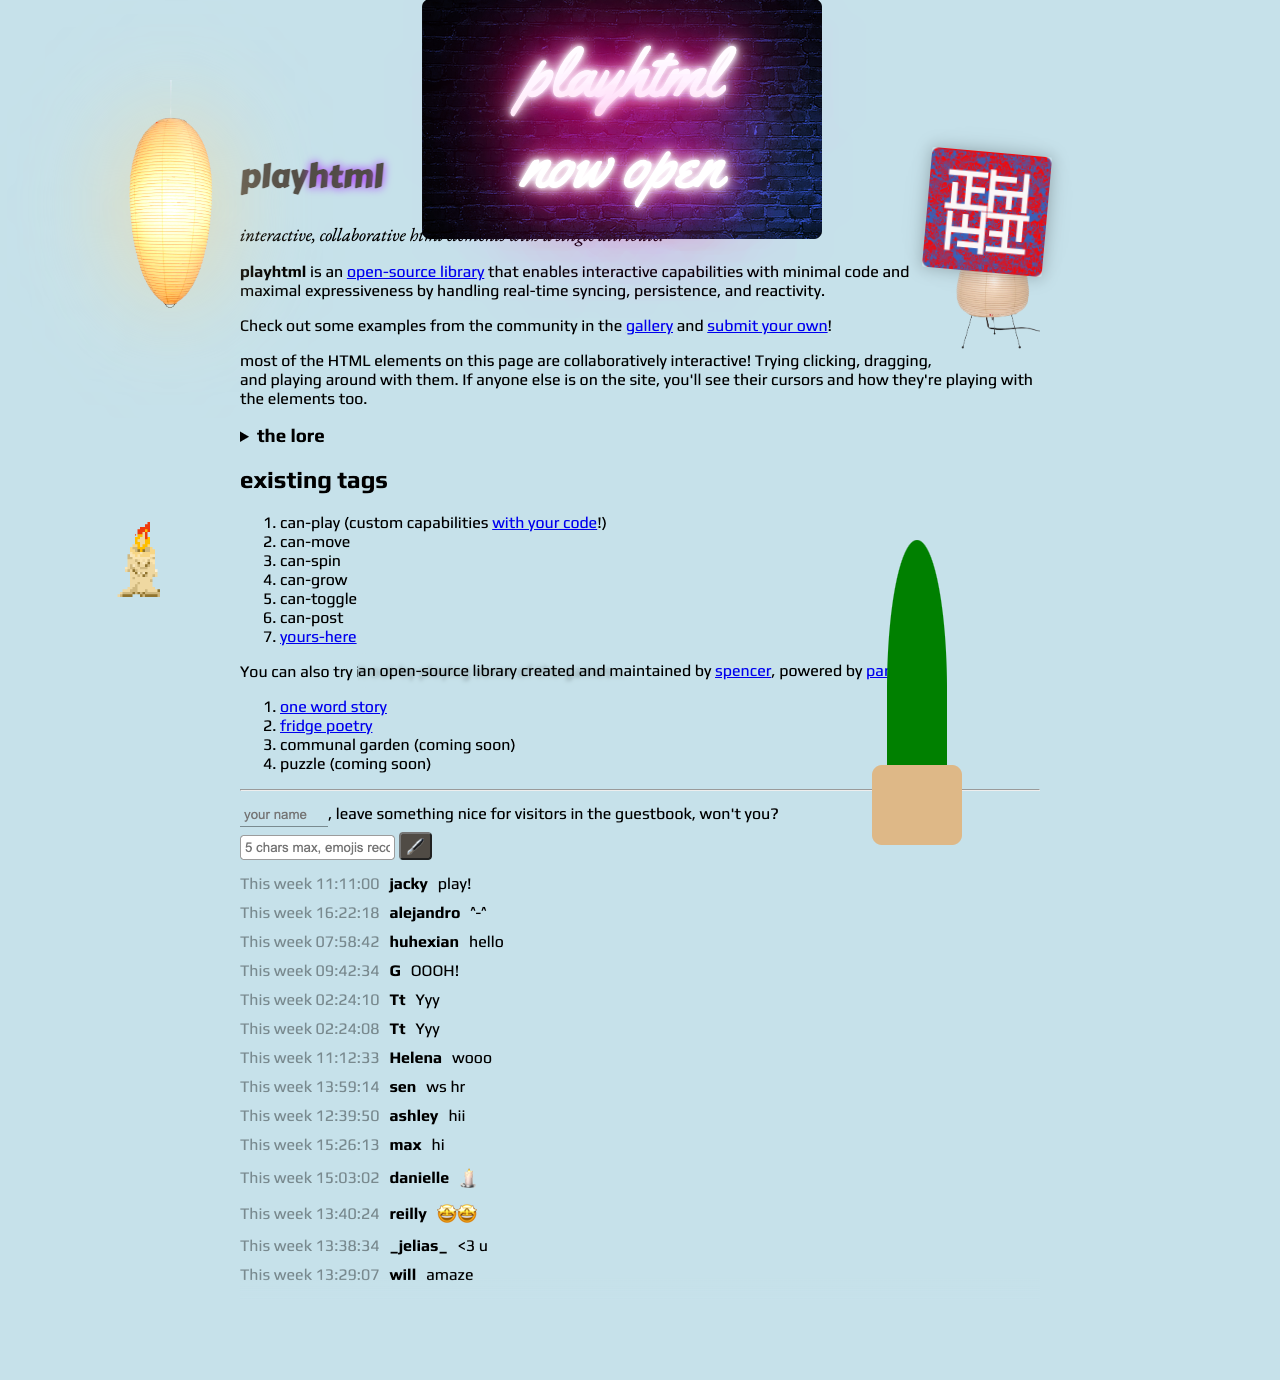 playhtml
now open
playhtml
interactive, collaborative html elements with a single attribute.
playhtml is an open-source library that enables interactive capabilities with minimal code and
maximal expressiveness by handling real-time syncing, persistence, and reactivity.
Check out some examples from the community in the gallery and submit your own!
most of the HTML elements on this page are collaboratively interactive! Trying clicking, dragging,
and playing around with them. If anyone else is on the site, you'll see their cursors and how they're playing with
the elements too.
the lore
existing tags
1. can-play (custom capabilities with your code!)
2. can-move
3. can-spin
4. can-grow
5. can-toggle
6. can-post
7. yours-here
You can also try an open-source library created and maintained by spencer, powered by
1. one word story
2. fridge poetry
3. communal garden (coming soon)
4. puzzle (coming soon)
your name, leave something nice for visitors in the guestbook, won't you?
5 chars max, emojis reco
This week 11:11:00 jacky play!
This week 16:22:18 alejandro ^-^
This week 07:58:42 huhexian hello
This week 09:42:34 G OOOH!
This week 02:24:10 Tt Yyy
This week 02:24:08 Tt Yyy
This week 11:12:33 Helena wooo
This week 13:59:14 sen ws hr
This week 12:39:50 ashley hii
This week 15:26:13 max hi
This week 15:03:02 danielle 🕯️
This week 13:40:24 reilly 🤩🤩
This week 13:38:34 _jelias_ <3 u
This week 13:29:07 will amaze